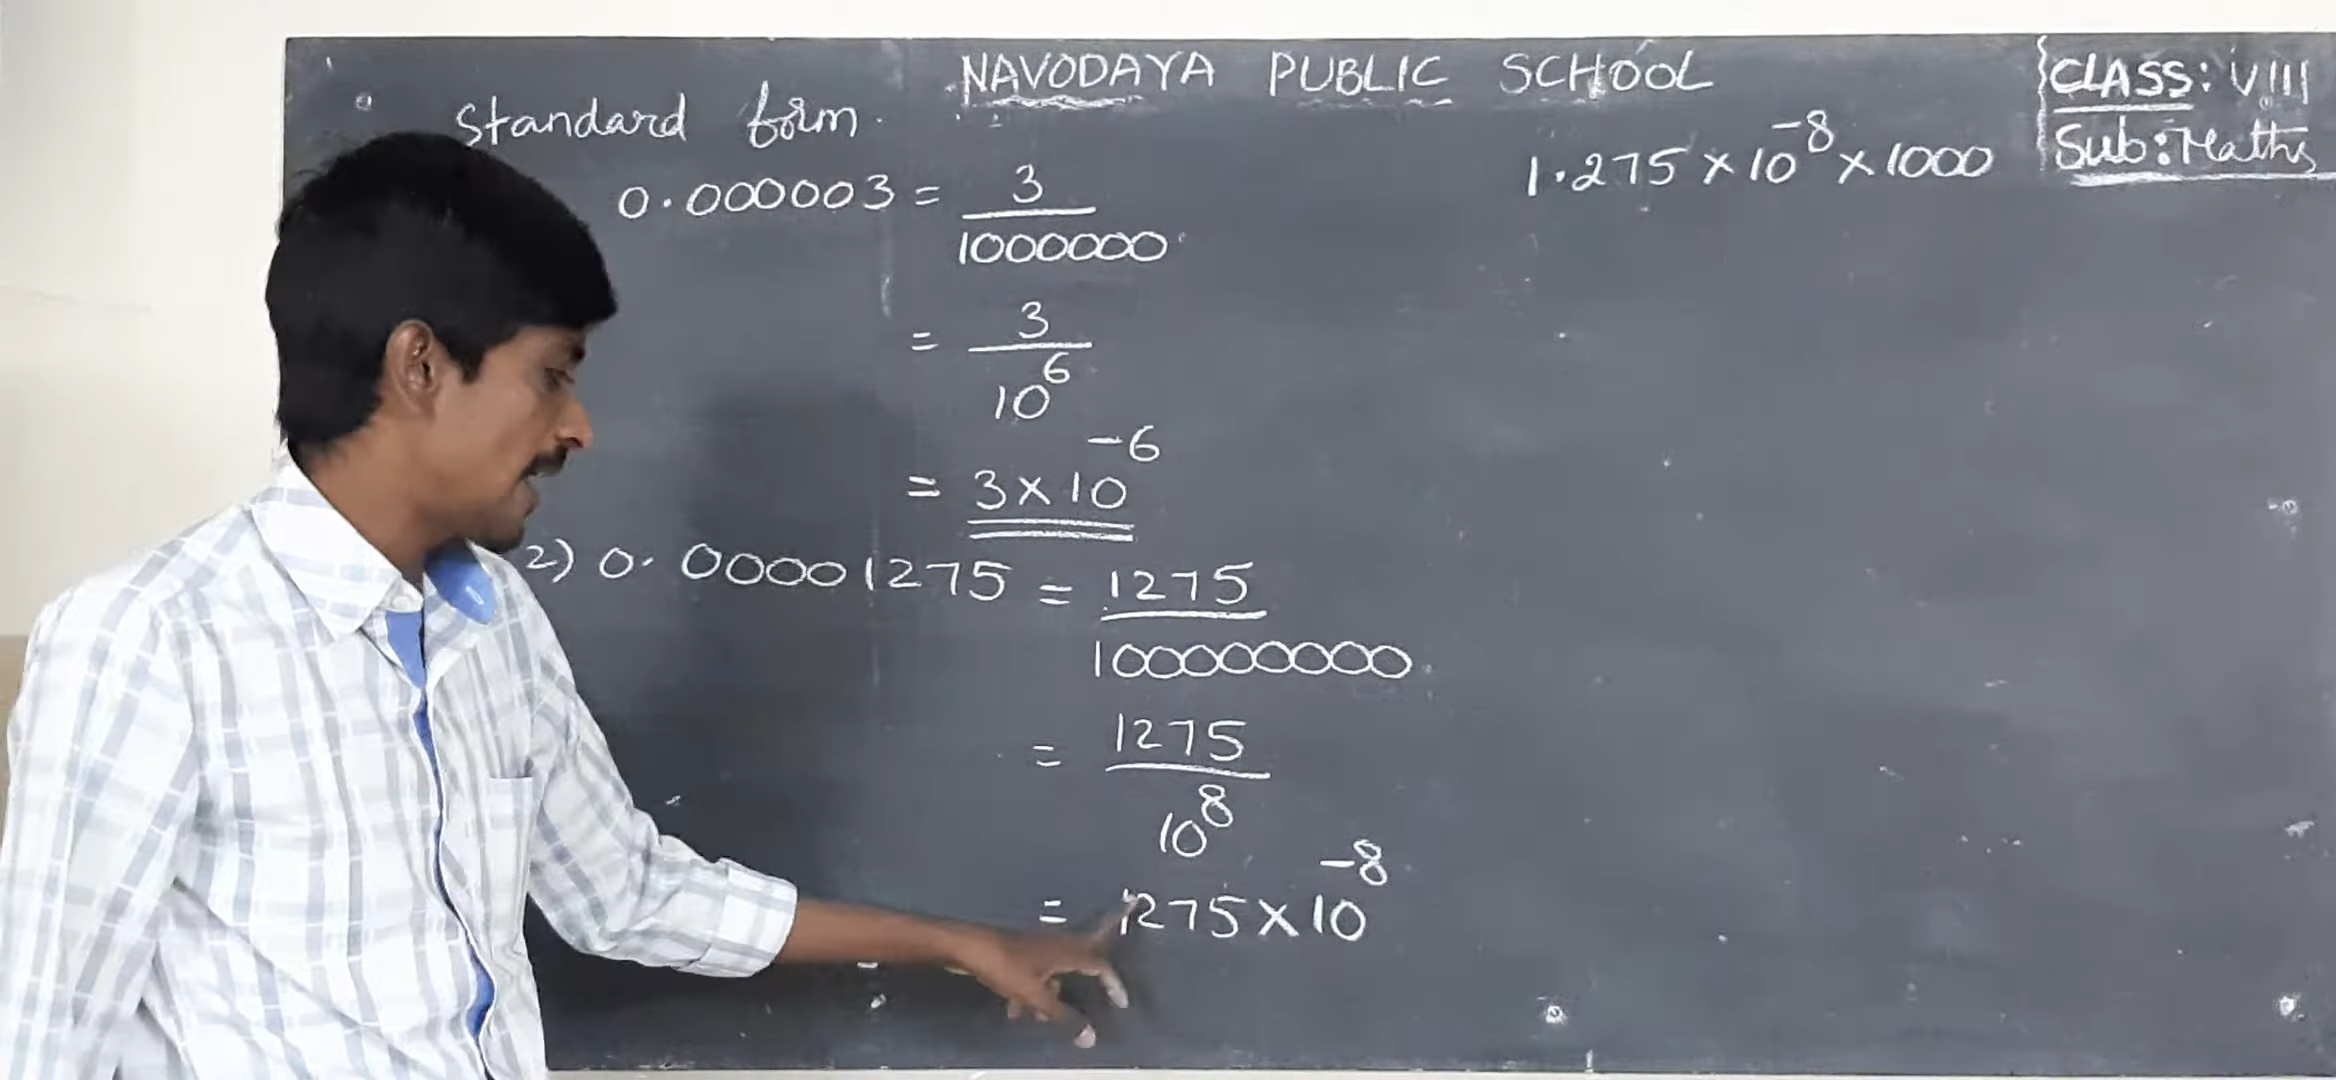 NAVODAYA PUBLIC SCHOOL
CLASS: VIII
Sub: Maths
Standard form.
0.000003 = 3/1000000
= 3/10⁶
= 3×10⁻⁶
2) 0.00001275 = 1275/100000000
= 1275/10⁸
= 1275×10⁻⁸
1.275×10⁻⁸×1000